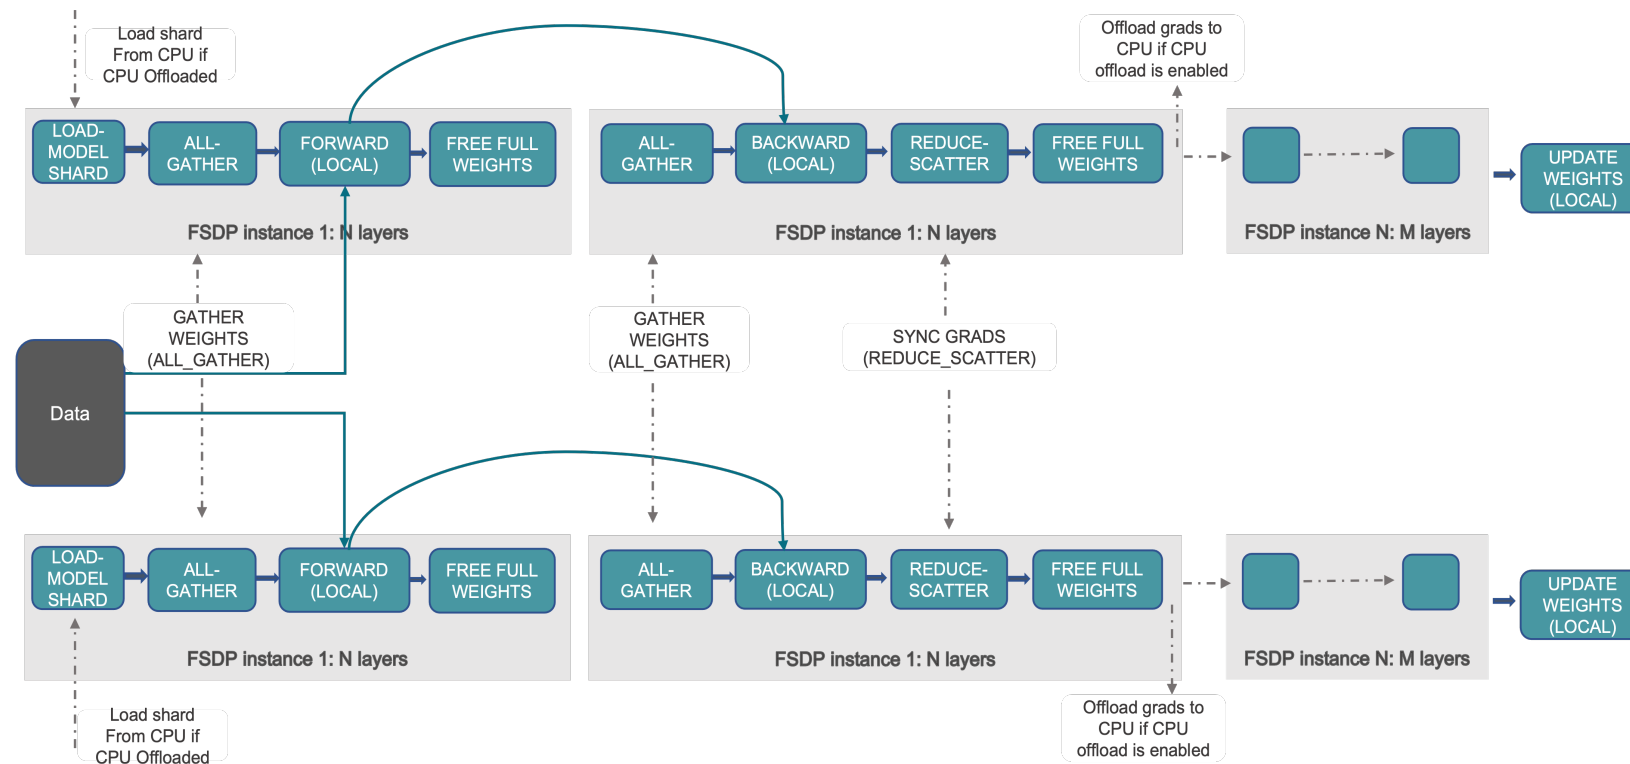 Load shard
From CPU if
CPU Offloaded
Offload grads to
CPU if CPU
offload is enabled
LOAD-
MODEL
SHARD
ALL-
GATHER
FORWARD
(LOCAL)
FREE FULL
WEIGHTS
FSDP instance 1: N layers
ALL-
GATHER
BACKWARD
(LOCAL)
REDUCE-
SCATTER
FREE FULL
WEIGHTS
FSDP instance 1: N layers
FSDP instance N: M layers
UPDATE
WEIGHTS
(LOCAL)
GATHER
WEIGHTS
(ALL_GATHER)
GATHER
WEIGHTS
(ALL_GATHER)
SYNC GRADS
(REDUCE_SCATTER)
Data
LOAD-
MODEL
SHARD
ALL-
GATHER
FORWARD
(LOCAL)
FREE FULL
WEIGHTS
FSDP instance 1: N layers
ALL-
GATHER
BACKWARD
(LOCAL)
REDUCE-
SCATTER
FREE FULL
WEIGHTS
FSDP instance 1: N layers
FSDP instance N: M layers
UPDATE
WEIGHTS
(LOCAL)
Load shard
From CPU if
CPU Offloaded
Offload grads to
CPU if CPU
offload is enabled